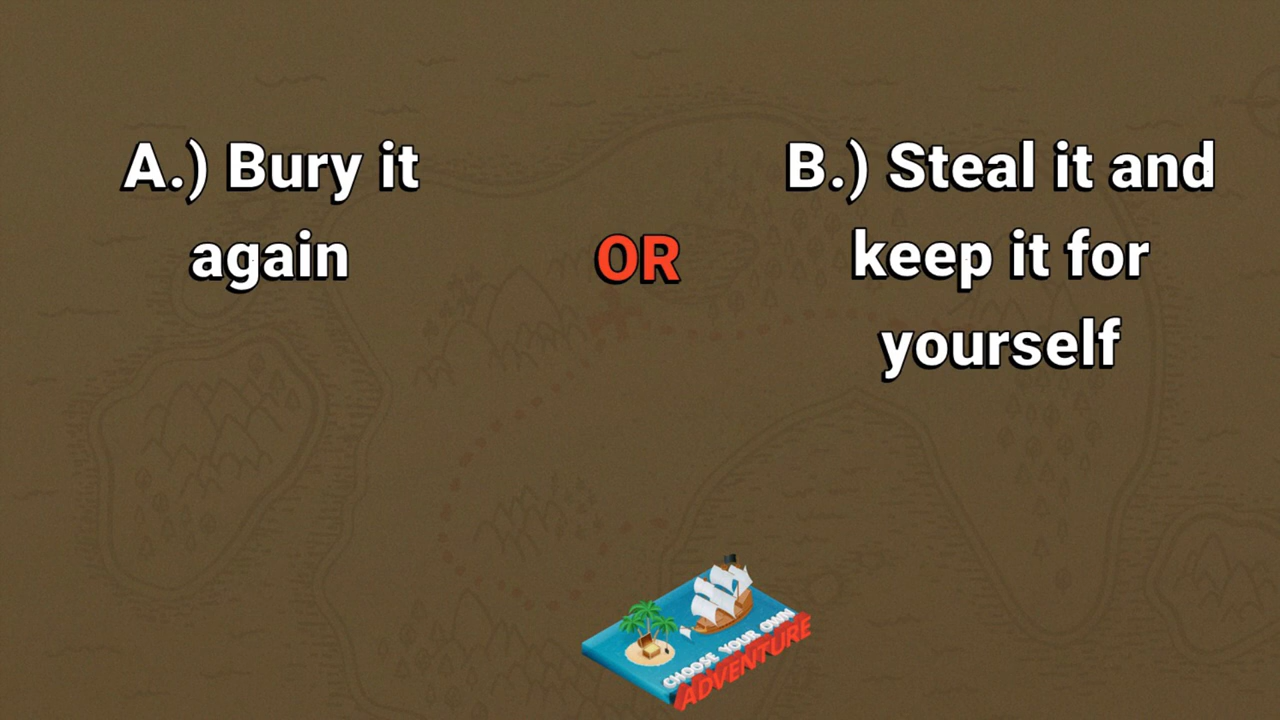 A.) Bury it
again
OR
B.) Steal it and
keep it for
yourself
CHOOSE YOUR OWN
ADVENTURE